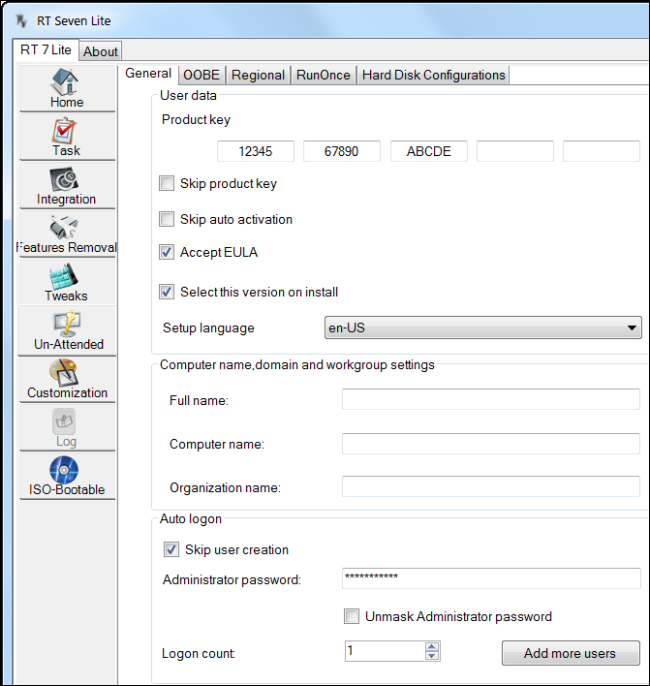 RT Seven Lite
RT 7 Lite About
General OOBE Regional RunOnce Hard Disk Configurations
Home
Task
Integration
Features Removal
Tweaks
Un-Attended
Customization
Log
ISO-Bootable
User data
Product key
12345 67890 ABCDE
Skip product key
Skip auto activation
Accept EULA
Select this version on install
Setup language en-US
Computer name,domain and workgroup settings
Full name:
Computer name:
Organization name:
Auto logon
Skip user creation
Administrator password: ***********
Unmask Administrator password
Logon count: 1 Add more users